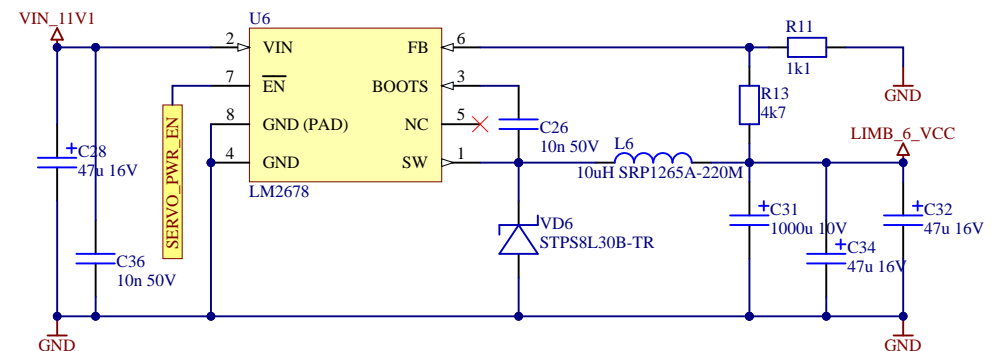 VIN_11V1
U6
2
VIN
FB
6
R11
1k1
GND
7
EN
BOOTS
3
R13
4k7
8
GND (PAD)
NC
5
C26
10n 50V
LIMB_6_VCC
4
GND
SW
1
L6
10uH SRP1265A-220M
LM2678
SERVO_PWR_EN
+
C28
47u 16V
C36
10n 50V
VD6
STPS8L30B-TR
+
C31
1000u 10V
+
C34
47u 16V
+
C32
47u 16V
GND
GND